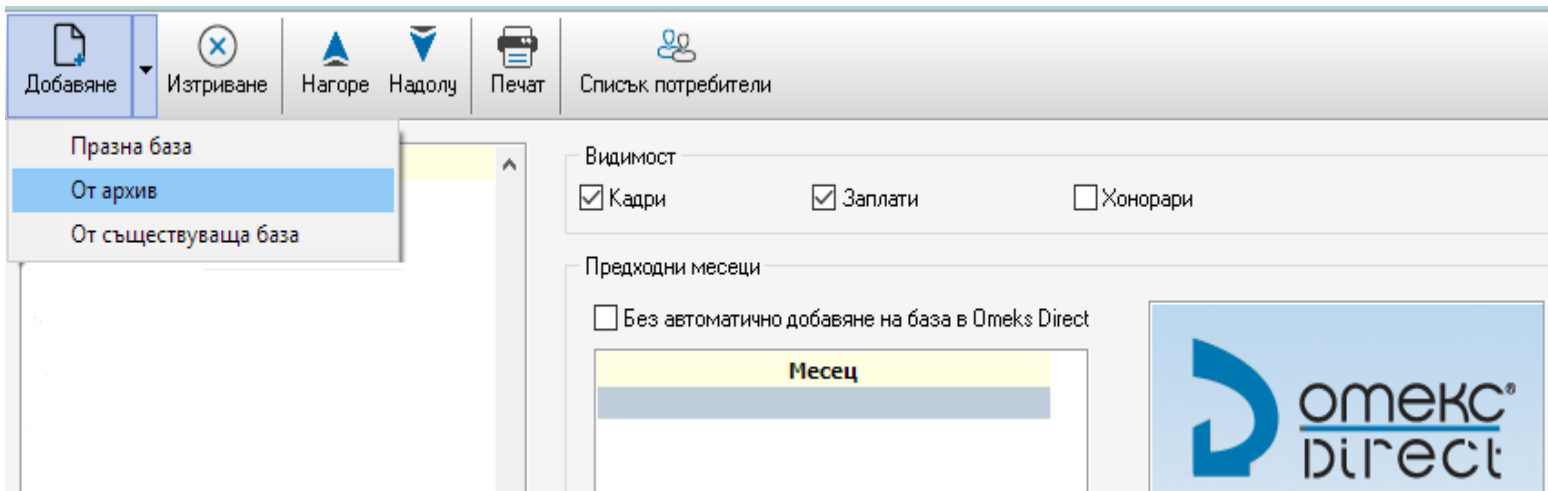 Добавяне
Изтриване
Нагоре
Надолу
Печат
Списък потребители
Празна база
От архив
От съществуваща база
Видимост
Кадри
Заплати
Хонорари
Предходни месеци
Без автоматично добавяне на база в Omeks Direct
Месец
омекс®
Direct